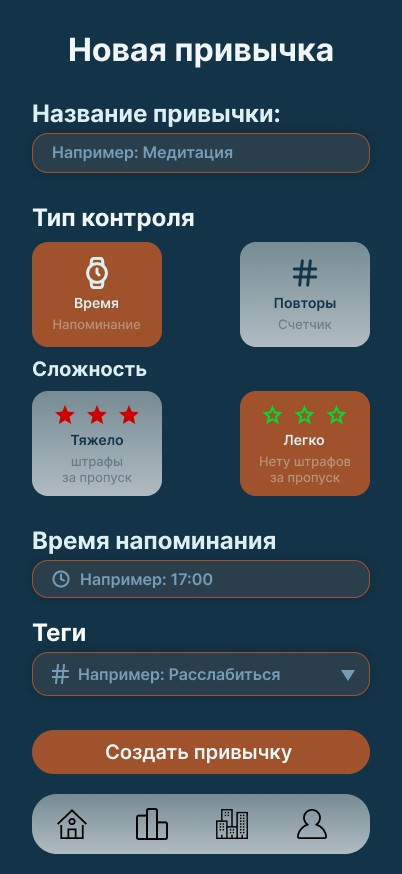 Новая привычка
Название привычки:
Например: Медитация
Тип контроля
Время
Напоминание
Повторы
Счетчик
Сложность
Тяжело
штрафы
за пропуск
Легко
Нету штрафов
за пропуск
Время напоминания
Например: 17:00
Теги
Например: Расслабиться
Создать привычку